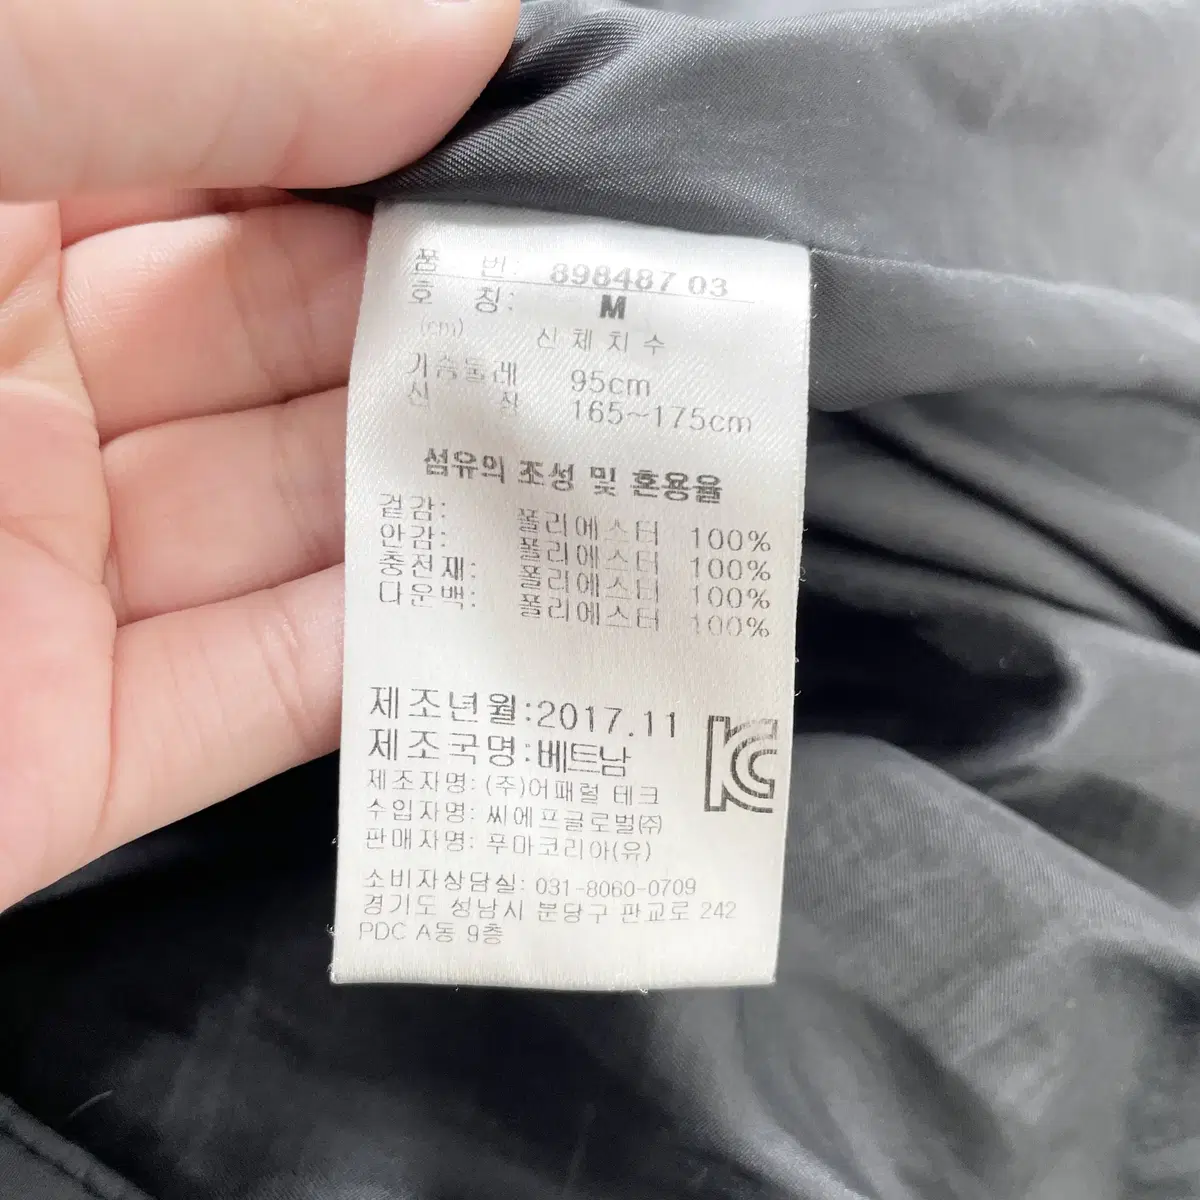 품 번: 898487 03
호 칭: M
(cm) 신 체 치 수
가슴둘레 95cm
신 장 165~175cm
섬유의 조성 및 혼용율
겉감: 폴리에스터 100%
안감: 폴리에스터 100%
충전재: 폴리에스터 100%
다운백: 폴리에스터 100%
제조년월:2017.11
제조국명:베트남
제조자명: (주)어패럴 테크
수입자명: 씨에프글로벌㈜
판매자명: 푸마코리아(유)
KC
소비자상담실: 031-8060-0709
경기도 성남시 분당구 판교로 242
PDC A동 9층